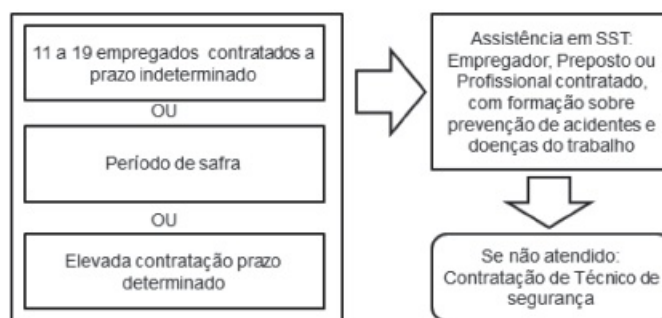 11 a 19 empregados contratados a
prazo indeterminado
OU
Período de safra
OU
Elevada contratação prazo
determinado
Assistência em SST:
Empregador, Preposto ou
Profissional contratado,
com formação sobre
prevenção de acidentes e
doenças do trabalho
Se não atendido:
Contratação de Técnico de
segurança